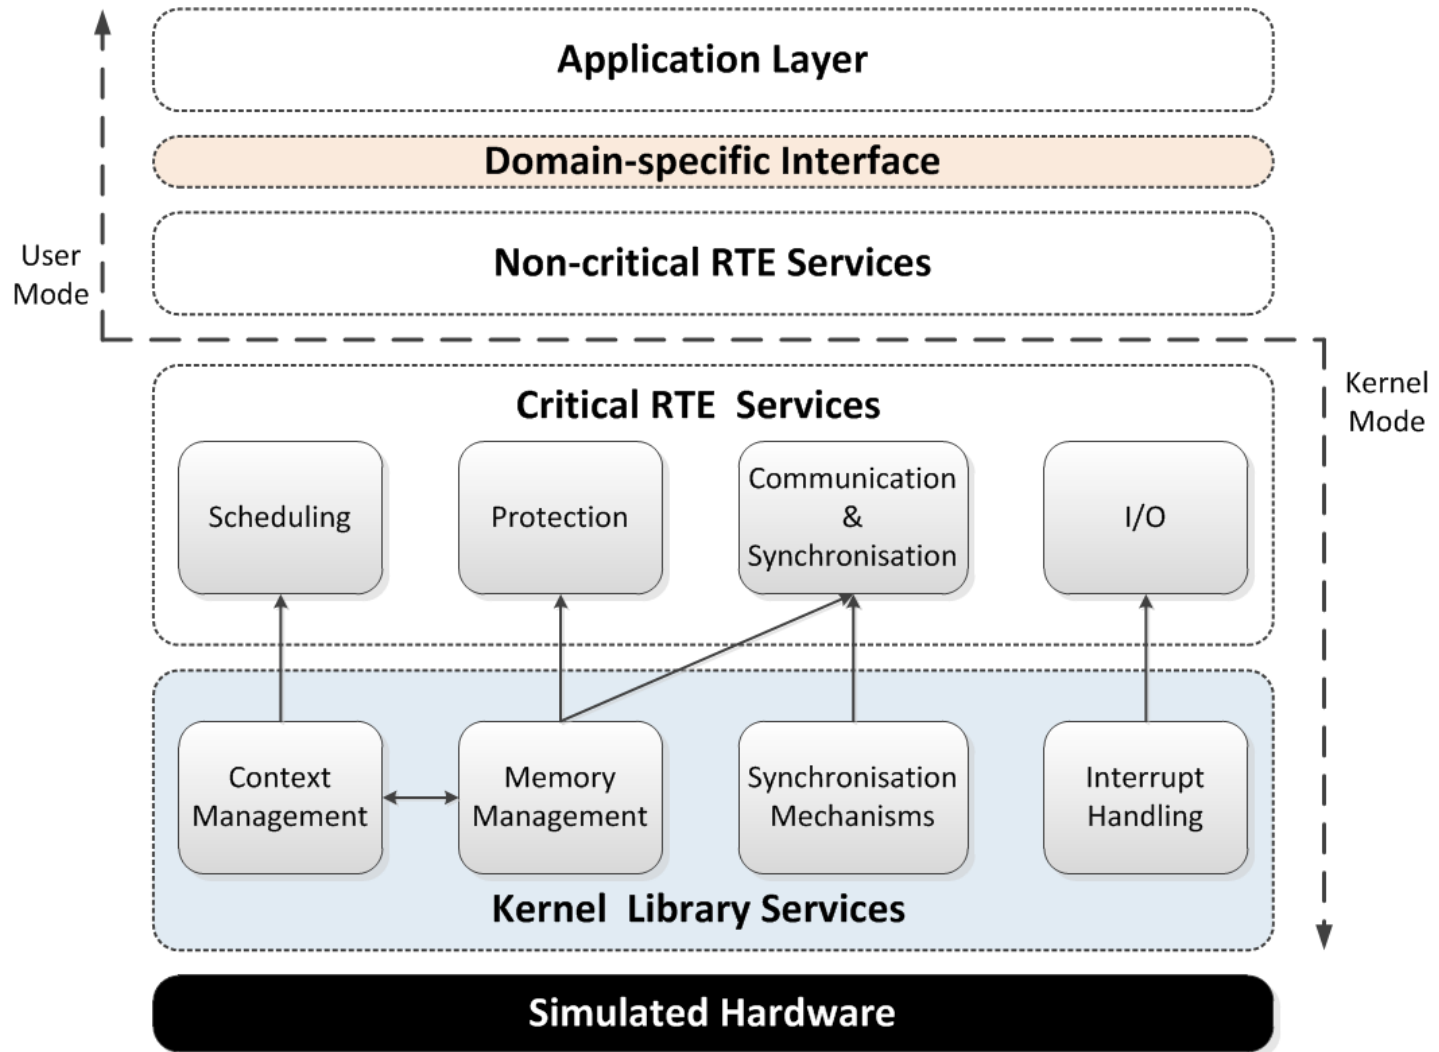 Application Layer
Domain-specific Interface
User
Mode
Non-critical RTE Services
Kernel
Mode
Critical RTE  Services
Scheduling
Protection
Communication
&
Synchronisation
I/O
Context
Management
Memory
Management
Synchronisation
Mechanisms
Interrupt
Handling
Kernel  Library Services
Simulated Hardware